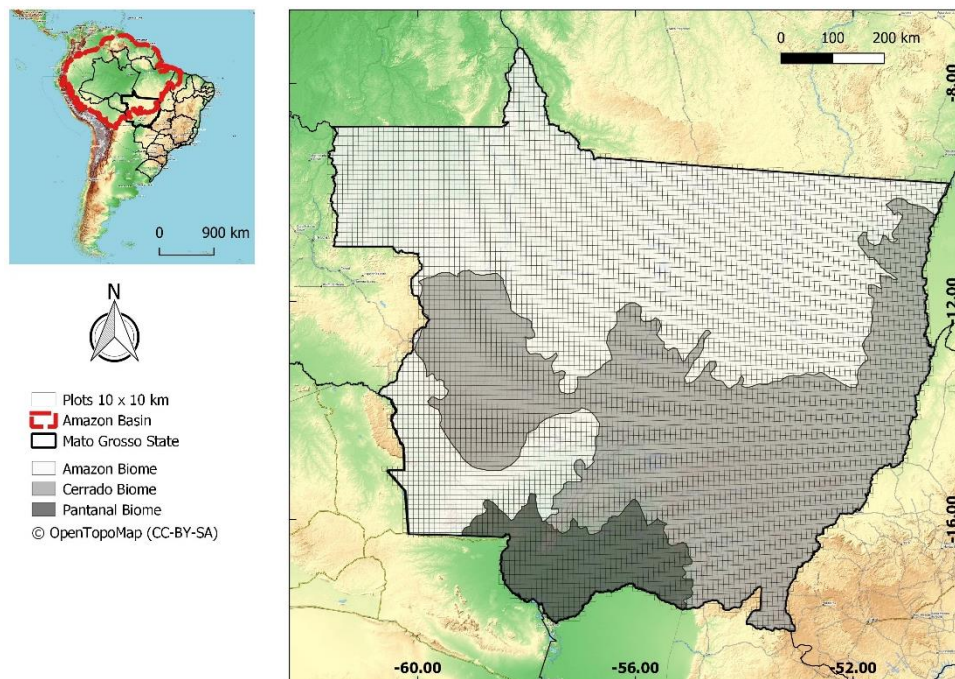 0 900 km
N
Plots 10 x 10 km
Amazon Basin
Mato Grosso State
Amazon Biome
Cerrado Biome
Pantanal Biome
© OpenTopoMap (CC-BY-SA)
0 100 200 km
-8.00
-12.00
-16.00
-60.00 -56.00 -52.00